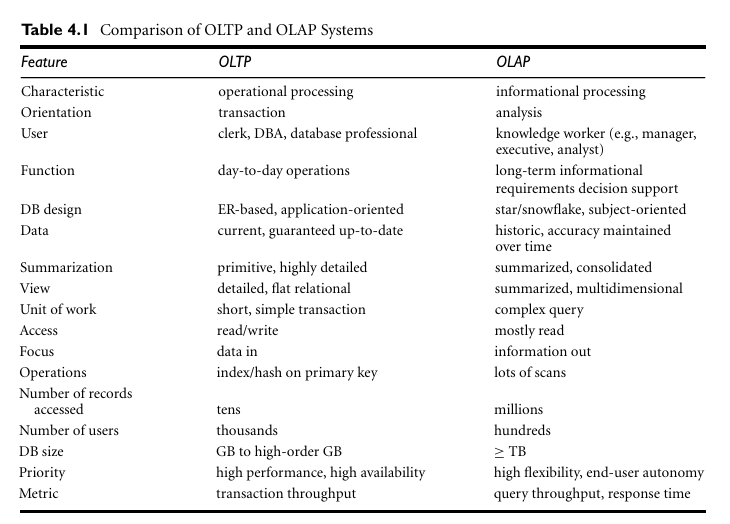 Table 4.1 Comparison of OLTP and OLAP Systems
Feature OLTP OLAP
Characteristic operational processing informational processing
Orientation transaction analysis
User clerk, DBA, database professional knowledge worker (e.g., manager,
executive, analyst)
Function day-to-day operations long-term informational
requirements decision support
DB design ER-based, application-oriented star/snowflake, subject-oriented
Data current, guaranteed up-to-date historic, accuracy maintained
over time
Summarization primitive, highly detailed summarized, consolidated
View detailed, flat relational summarized, multidimensional
Unit of work short, simple transaction complex query
Access read/write mostly read
Focus data in information out
Operations index/hash on primary key lots of scans
Number of records
accessed tens millions
Number of users thousands hundreds
DB size GB to high-order GB ≥ TB
Priority high performance, high availability high flexibility, end-user autonomy
Metric transaction throughput query throughput, response time